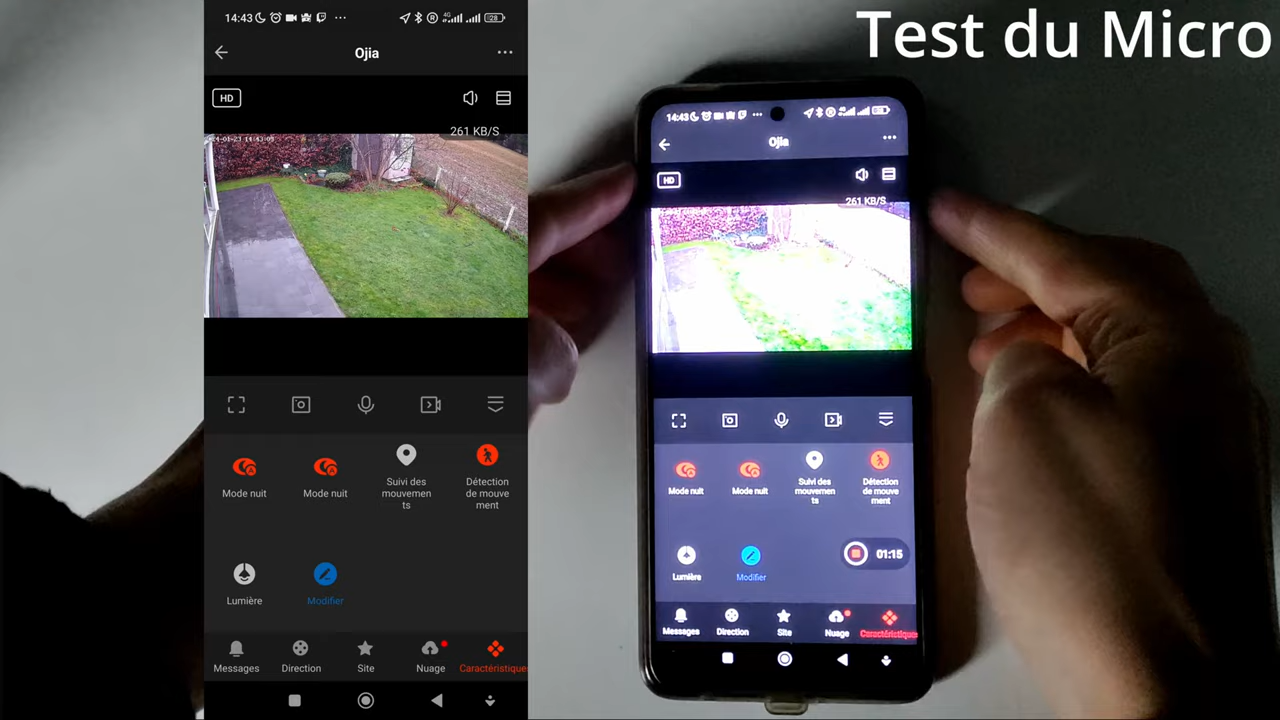 Test du Micro
14:43
4G
28
Ojia
HD
261 KB/S
Mode nuit
Mode nuit
Suivi des
mouvemen
ts
Détection
de mouve
ment
Lumière
Modifier
Messages
Direction
Site
Nuage
Caractéristique
14:43
Ojia
HD
261 KB/S
Mode nuit
Mode nuit
Suivi des
mouvemen
ts
Détection
de mouve
ment
01:15
Lumière
Modifier
Messages
Direction
Site
Nuage
Caractéristique